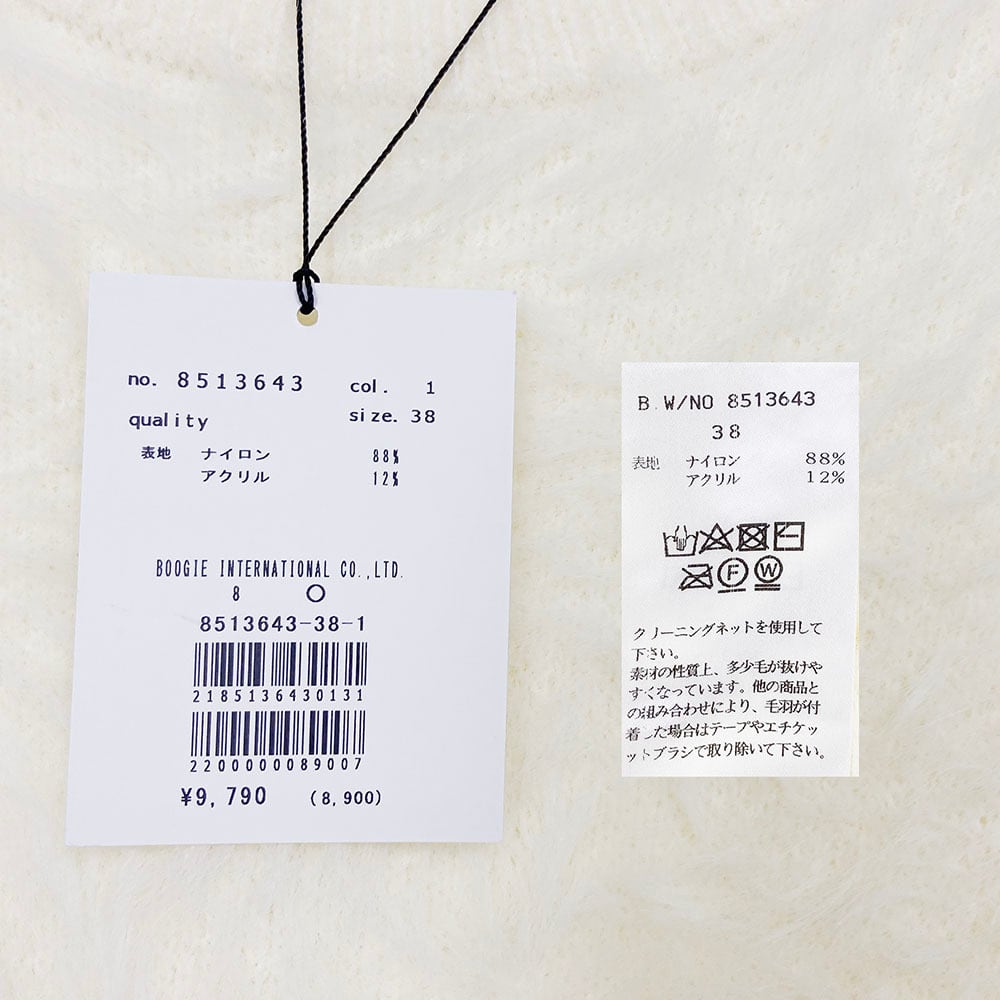 no. 8513643 col. 1
quality size. 38
表地 ナイロン 88%
アクリル 12%
BOOGIE INTERNATIONAL CO.,LTD.
8 ○
8513643-38-1
2185136430131
2200000089007
¥9,790 (8,900)
B.W/NO 8513643
38
表地 ナイロン 88%
アクリル 12%
F W
クリーニングネットを使用して
下さい。
素材の性質上、多少毛が抜けや
すくなっています。他の商品と
の組み合わせにより、毛羽が付
着した場合はテープやエチケッ
トブラシで取り除いて下さい。